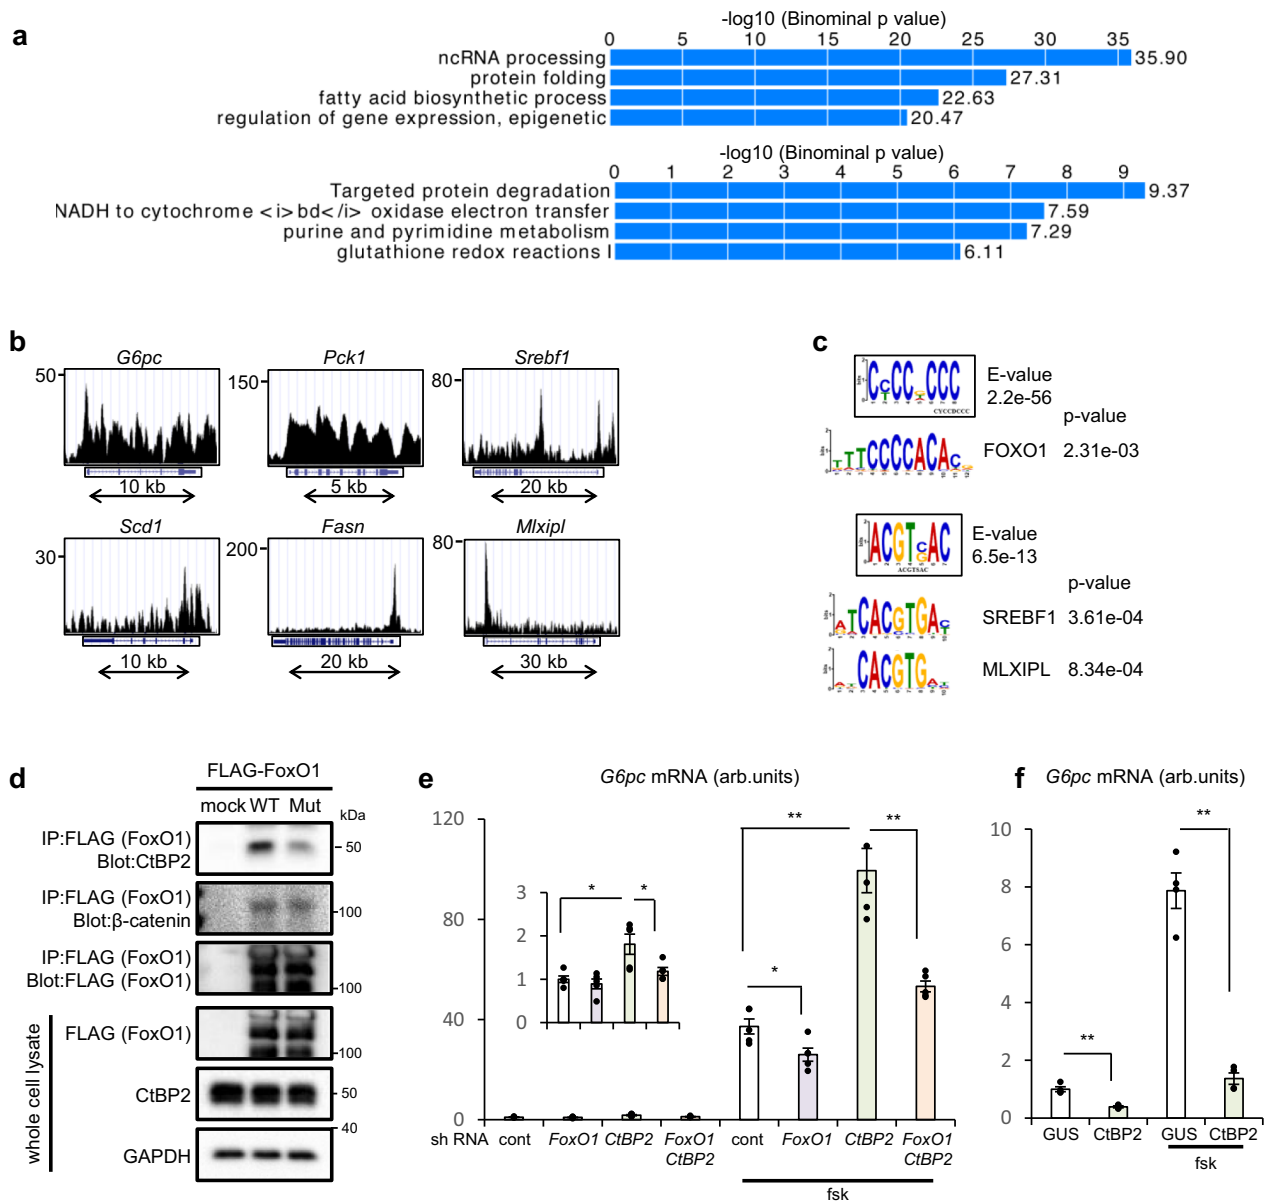 a
-log10 (Binominal p value)
0 5 10 15 20 25 30 35
ncRNA processing 35.90
protein folding 27.31
fatty acid biosynthetic process 22.63
regulation of gene expression, epigenetic 20.47
-log10 (Binominal p value)
0 1 2 3 4 5 6 7 8 9
Targeted protein degradation 9.37
NADH to cytochrome <i>bd</i> oxidase electron transfer 7.59
purine and pyrimidine metabolism 7.29
glutathione redox reactions I 6.11
b
G6pc Pck1 Srebf1
50 150 80
10 kb 5 kb 20 kb
Scd1 Fasn Mlxipl
30 200 80
10 kb 20 kb 30 kb
c
E-value
2.2e-56
CYCCDCCC
p-value
FOXO1 2.31e-03
E-value
6.5e-13
ACGTSAC
p-value
SREBF1 3.61e-04
MLXIPL 8.34e-04
d
FLAG-FoxO1
mock WT Mut
kDa
IP:FLAG (FoxO1)
Blot:CtBP2
50
IP:FLAG (FoxO1)
Blot:β-catenin
100
IP:FLAG (FoxO1)
Blot:FLAG (FoxO1)
100
whole cell lysate
FLAG (FoxO1)
100
CtBP2
50
40
GAPDH
e
G6pc mRNA (arb.units)
120
80
40
0
3
2
1
0
* *
** **
*
sh RNA cont FoxO1 CtBP2 FoxO1 CtBP2 cont FoxO1 CtBP2 FoxO1 CtBP2
fsk
f
G6pc mRNA (arb.units)
10
8
6
4
2
0
**
**
GUS CtBP2 GUS CtBP2
fsk